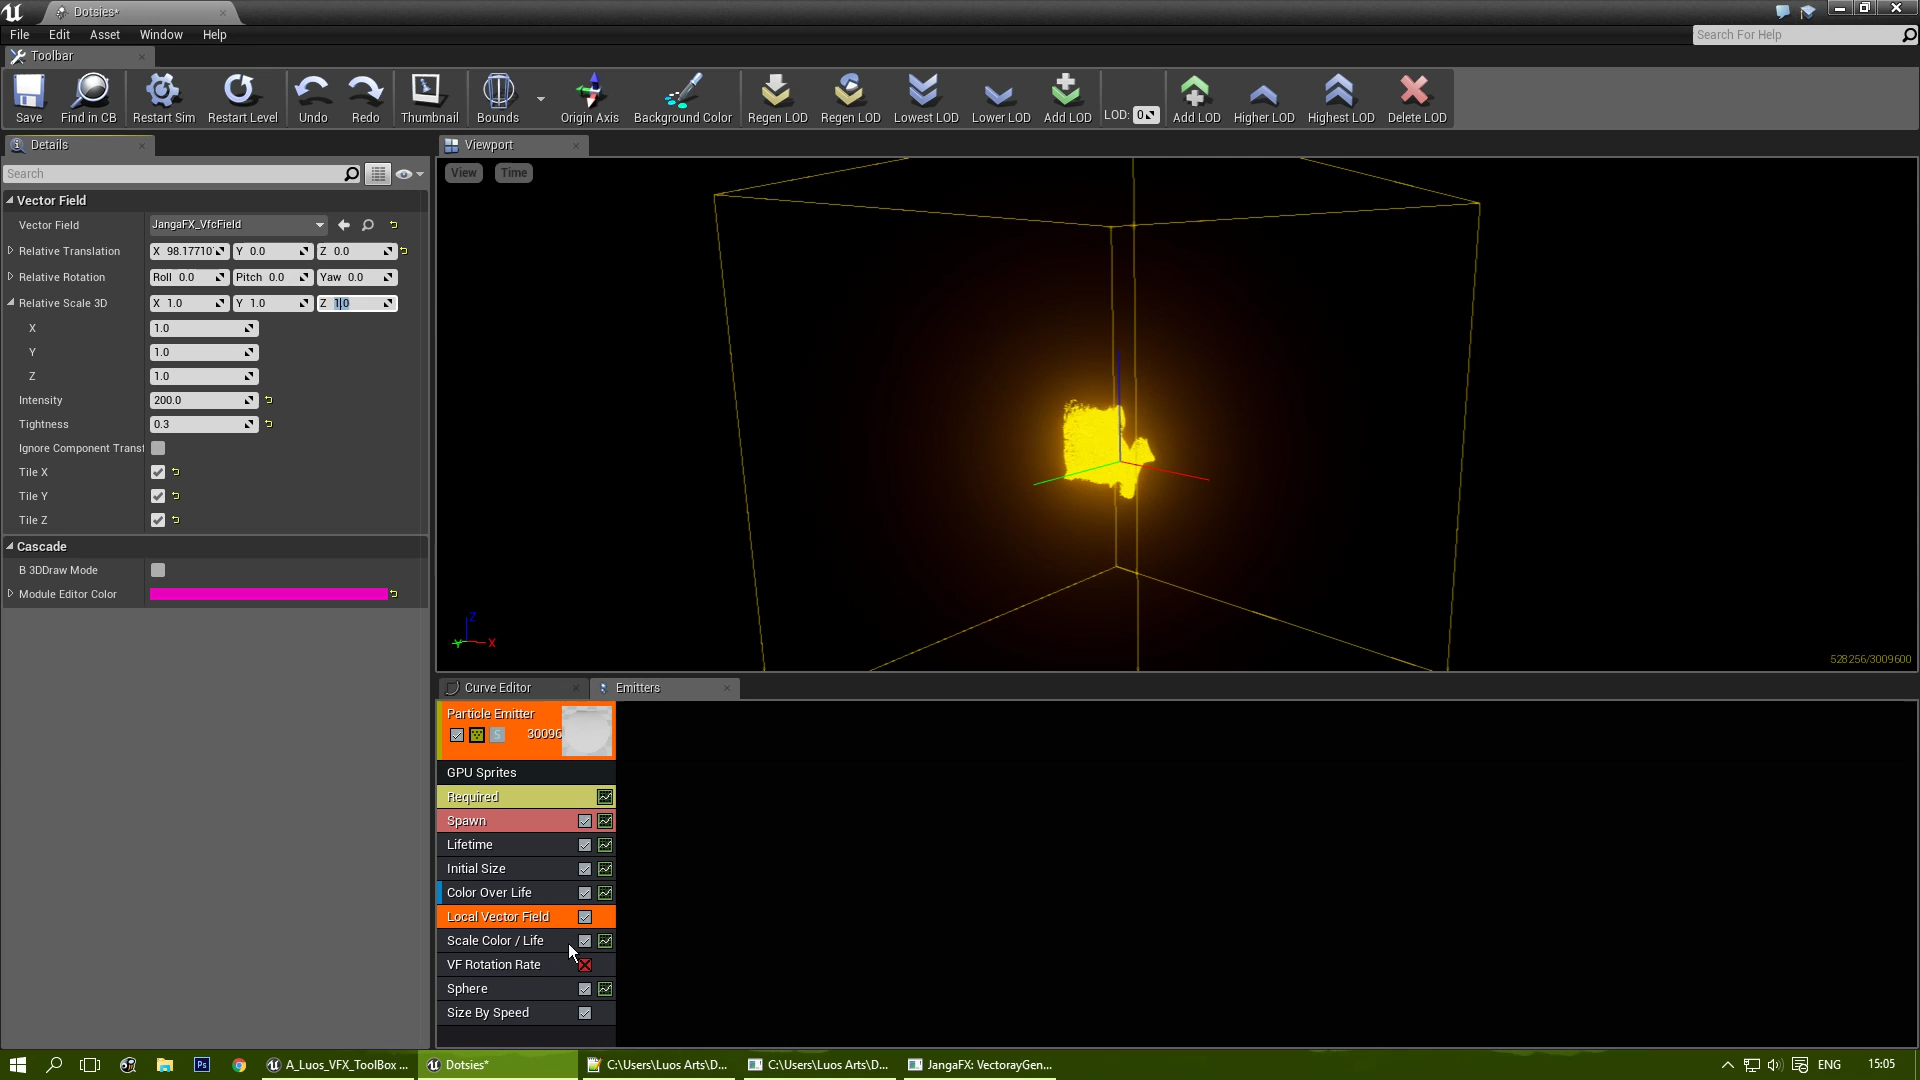 Dotsies*
File Edit Asset Window Help
Search For Help
Toolbar
Save Find in CB Restart Sim Restart Level Undo Redo Thumbnail Bounds Origin Axis Background Color Regen LOD Regen LOD Lowest LOD Lower LOD Add LOD LOD: 0 Add LOD Higher LOD Highest LOD Delete LOD
Details
Viewport
Search
View Time
Vector Field
Vector Field JangaFX_VfcField
Relative Translation X 98.17710 Y 0.0 Z 0.0
Relative Rotation Roll 0.0 Pitch 0.0 Yaw 0.0
Relative Scale 3D X 1.0 Y 1.0 Z 1.0
X 1.0
Y 1.0
Z 1.0
Intensity 200.0
Tightness 0.3
Ignore Component Transf
Tile X
Tile Y
Tile Z
Cascade
B 3DDraw Mode
Module Editor Color
Z
Y X
528256/3009600
Curve Editor
Emitters
Particle Emitter
S 30096
GPU Sprites
Required
Spawn
Lifetime
Initial Size
Color Over Life
Local Vector Field
Scale Color / Life
VF Rotation Rate
Sphere
Size By Speed
Ps
A_Luos_VFX_ToolBox ...
Dotsies*
C:\Users\Luos Arts\D...
C:\Users\Luos Arts\D...
JangaFX: VectorayGen...
ENG
15:05